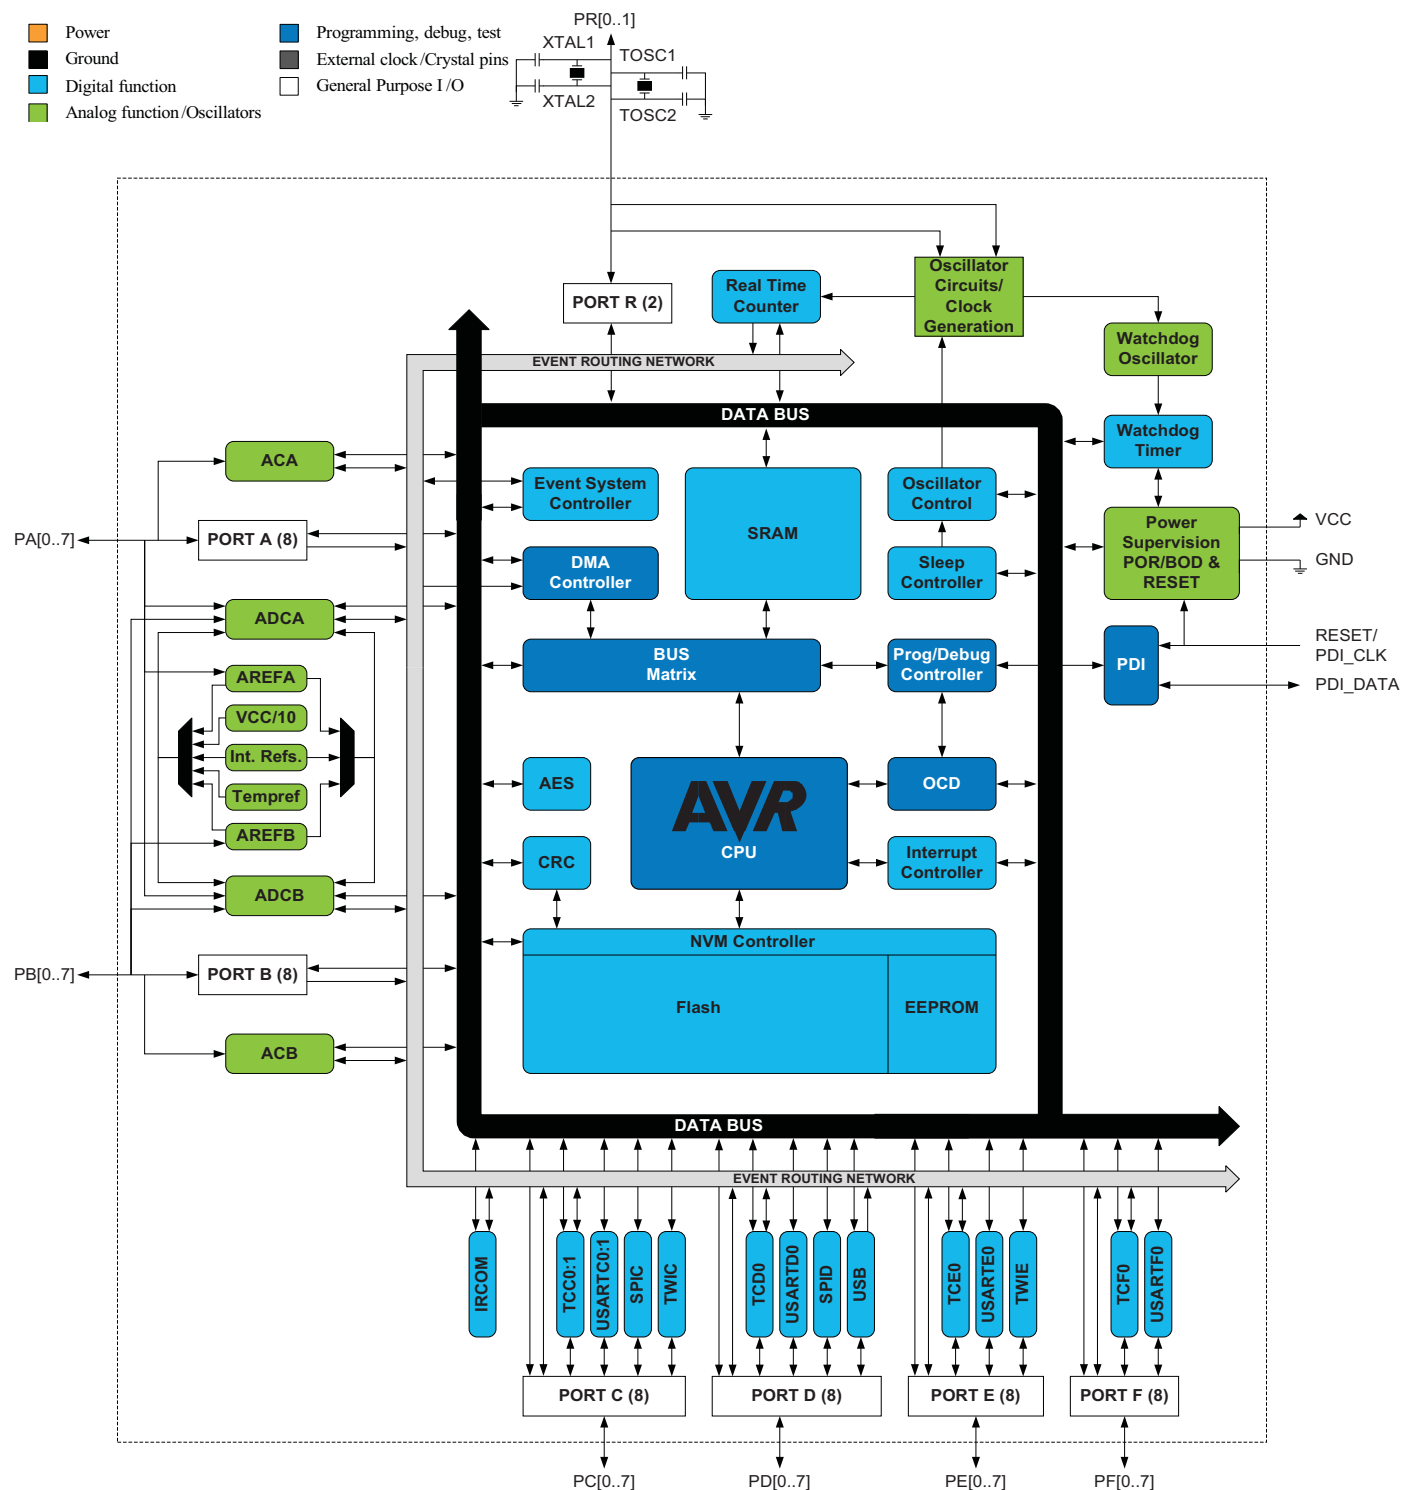 Power
Ground
Digital function
Analog function/Oscillators
Programming, debug, test
External clock/Crystal pins
General Purpose I/O
PR[0..1]
XTAL1
TOSC1
XTAL2
TOSC2
PORT R (2)
Real Time
Counter
Oscillator
Circuits/
Clock
Generation
Watchdog
Oscillator
EVENT ROUTING NETWORK
DATA BUS
Watchdog
Timer
ACA
Event System
Controller
SRAM
Oscillator
Control
Power
Supervision
POR/BOD &
RESET
VCC
GND
PA[0..7]
PORT A (8)
DMA
Controller
Sleep
Controller
ADCA
BUS
Matrix
Prog/Debug
Controller
PDI
RESET/
PDI_CLK
PDI_DATA
AREFA
VCC/10
Int. Refs.
Tempref
AREFB
AES
AVR
CPU
OCD
CRC
Interrupt
Controller
ADCB
NVM Controller
Flash
EEPROM
PB[0..7]
PORT B (8)
ACB
DATA BUS
EVENT ROUTING NETWORK
IRCOM
TCC0:1
USARTC0:1
SPIC
TWIC
TCD0
USARTD0
SPID
USB
TCE0
USARTE0
TWIE
TCF0
USARTF0
PORT C (8)
PORT D (8)
PORT E (8)
PORT F (8)
PC[0..7]
PD[0..7]
PE[0..7]
PF[0..7]